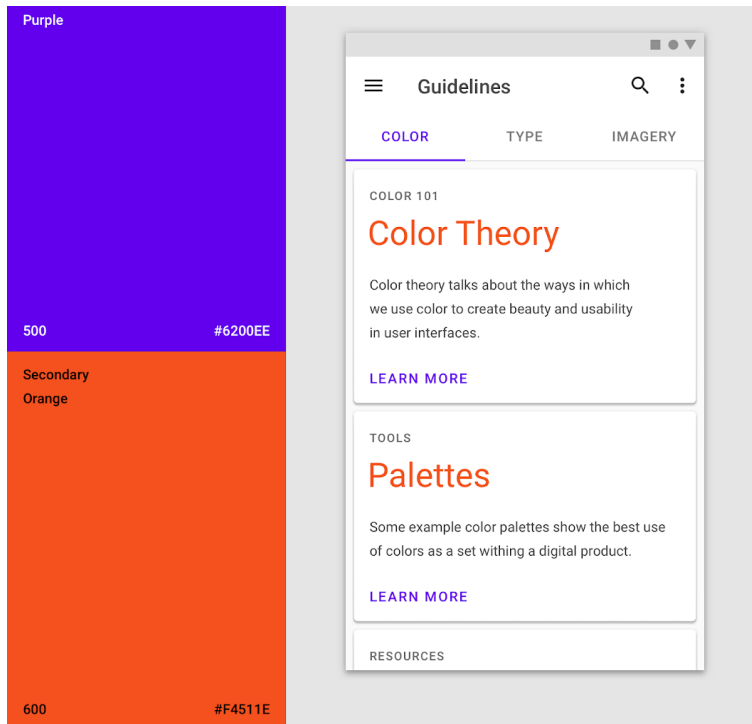 Purple
500 #6200EE
Secondary
Orange
600 #F4511E
Guidelines
COLOR TYPE IMAGERY
COLOR 101
Color Theory
Color theory talks about the ways in which
we use color to create beauty and usability
in user interfaces.
LEARN MORE
TOOLS
Palettes
Some example color palettes show the best use
of colors as a set withing a digital product.
LEARN MORE
RESOURCES